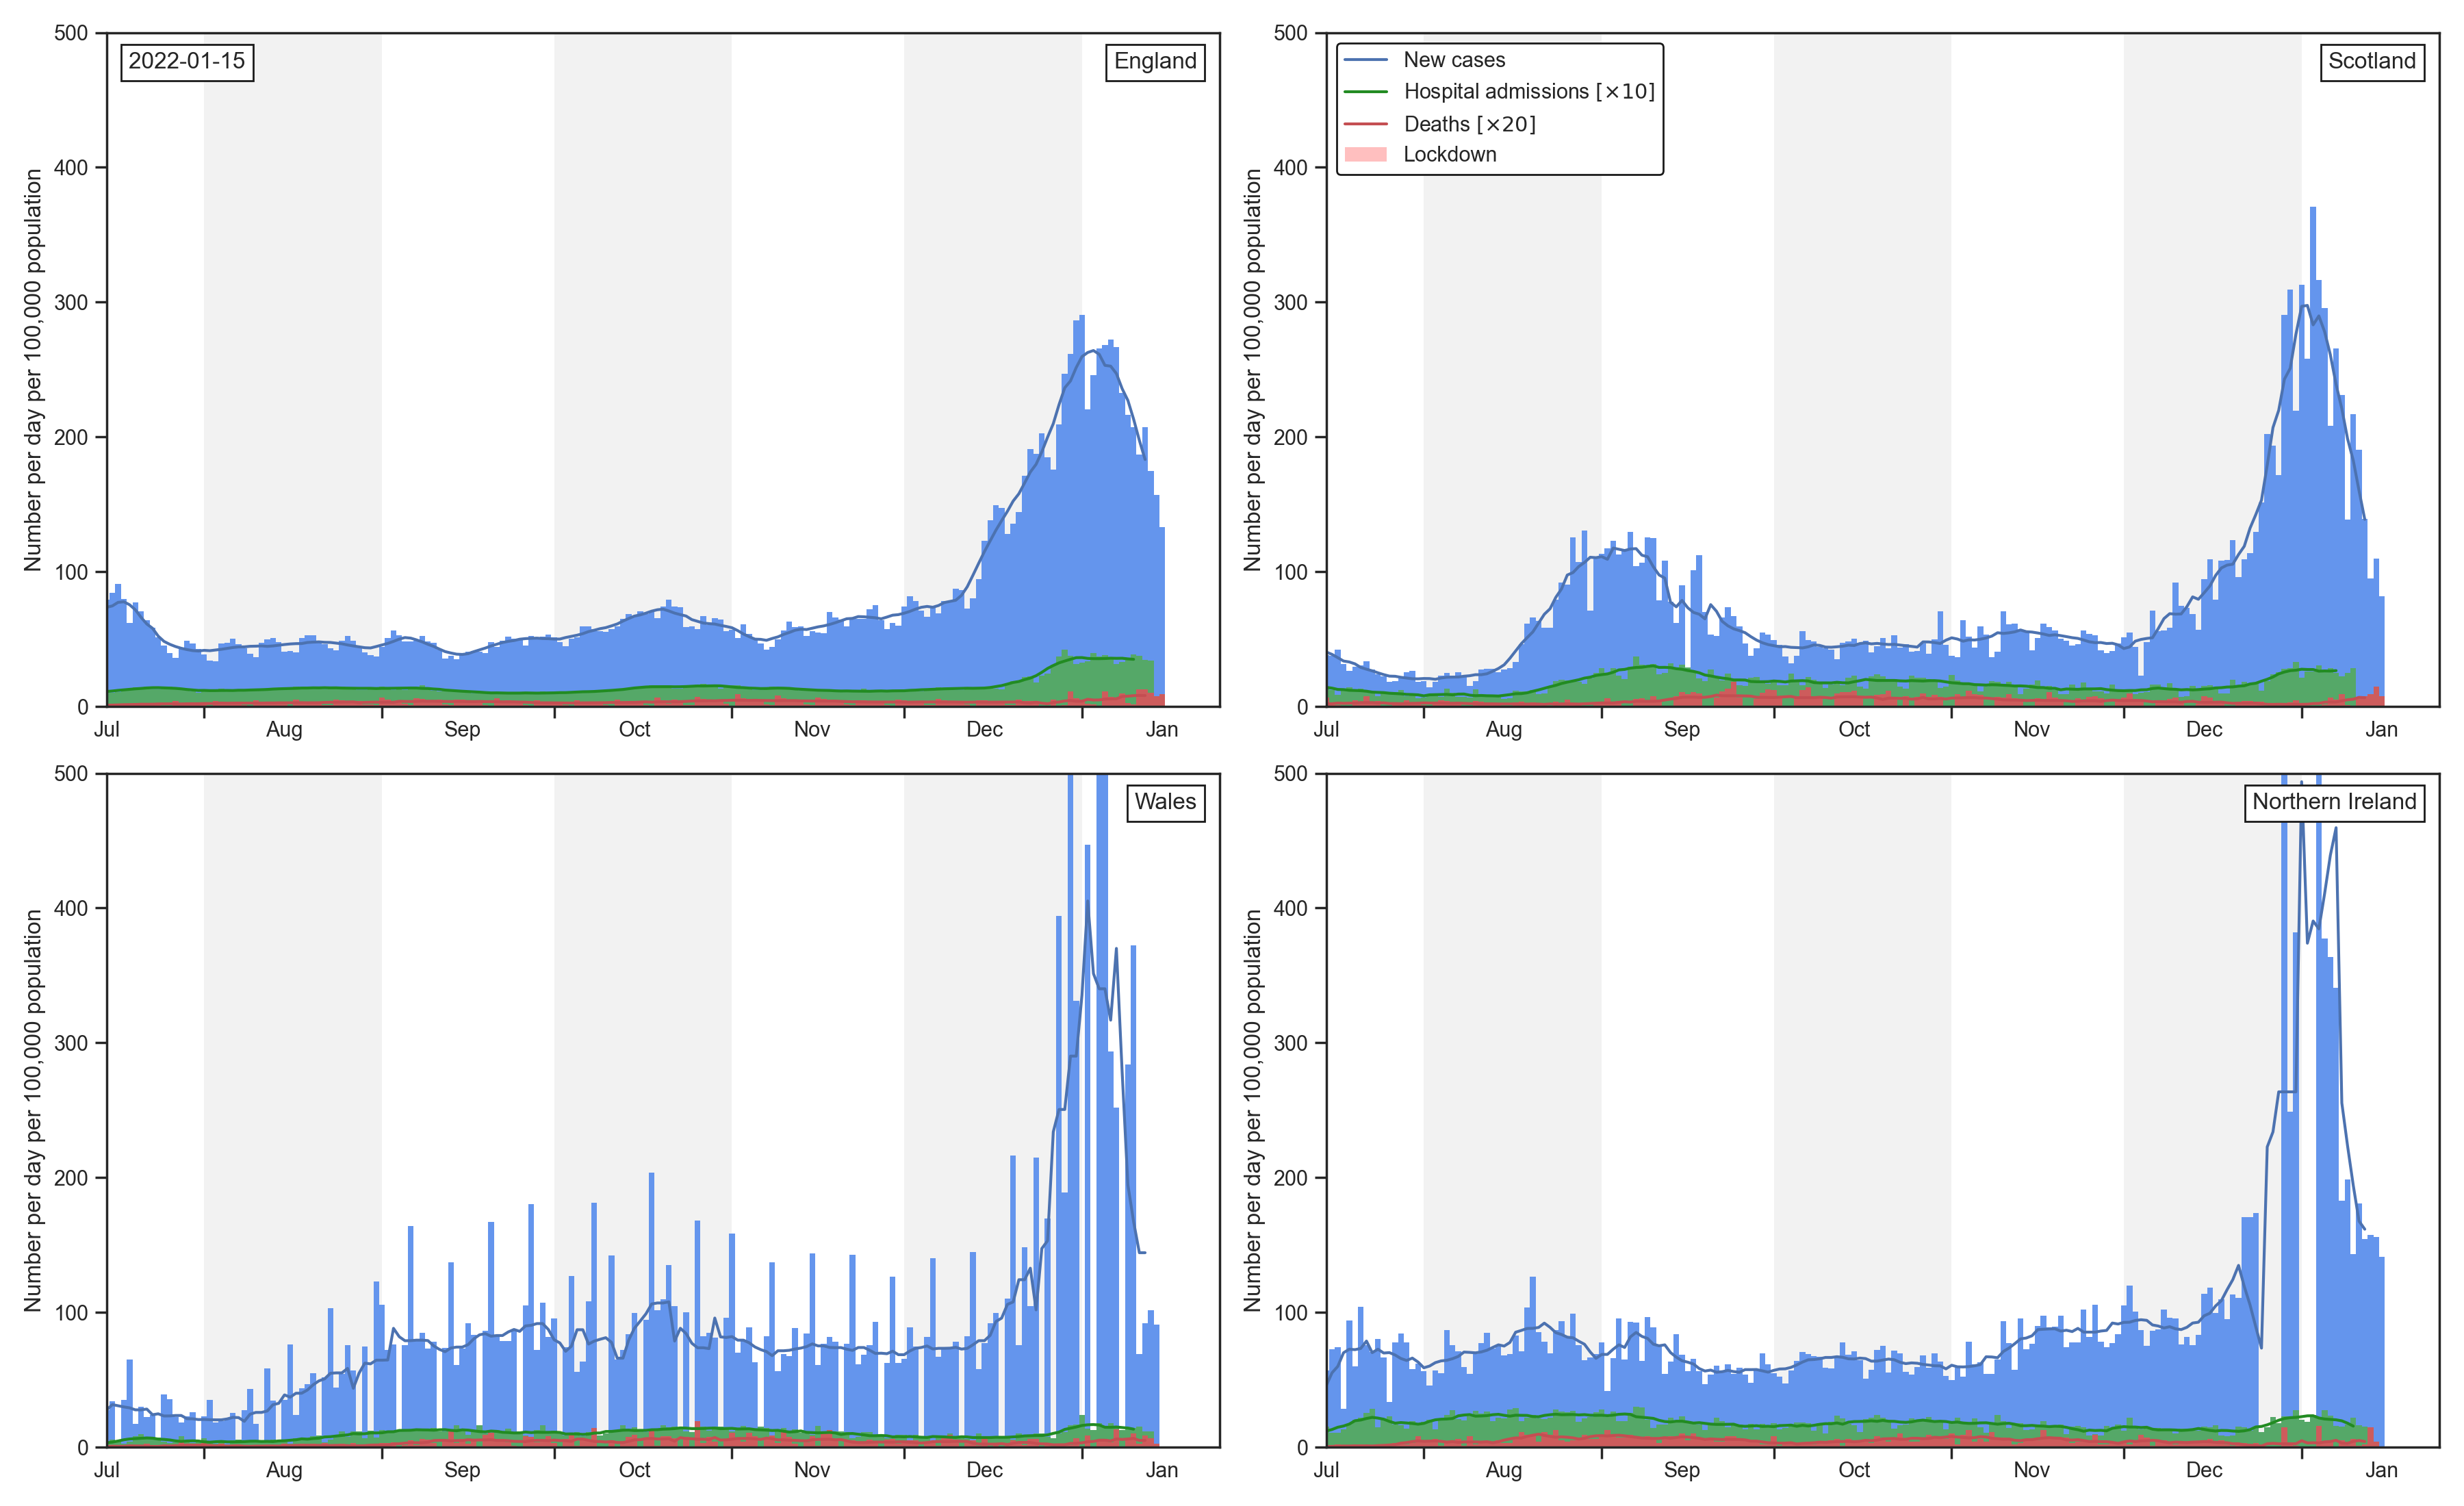 2022-01-15
England
500
400
300
200
100
0
Number per day per 100,000 population
Jul Aug Sep Oct Nov Dec Jan
New cases
Hospital admissions [×10]
Deaths [×20]
Lockdown
Scotland
500
400
300
200
100
0
Number per day per 100,000 population
Jul Aug Sep Oct Nov Dec Jan
Wales
500
400
300
200
100
0
Number per day per 100,000 population
Jul Aug Sep Oct Nov Dec Jan
Northern Ireland
500
400
300
200
100
0
Number per day per 100,000 population
Jul Aug Sep Oct Nov Dec Jan